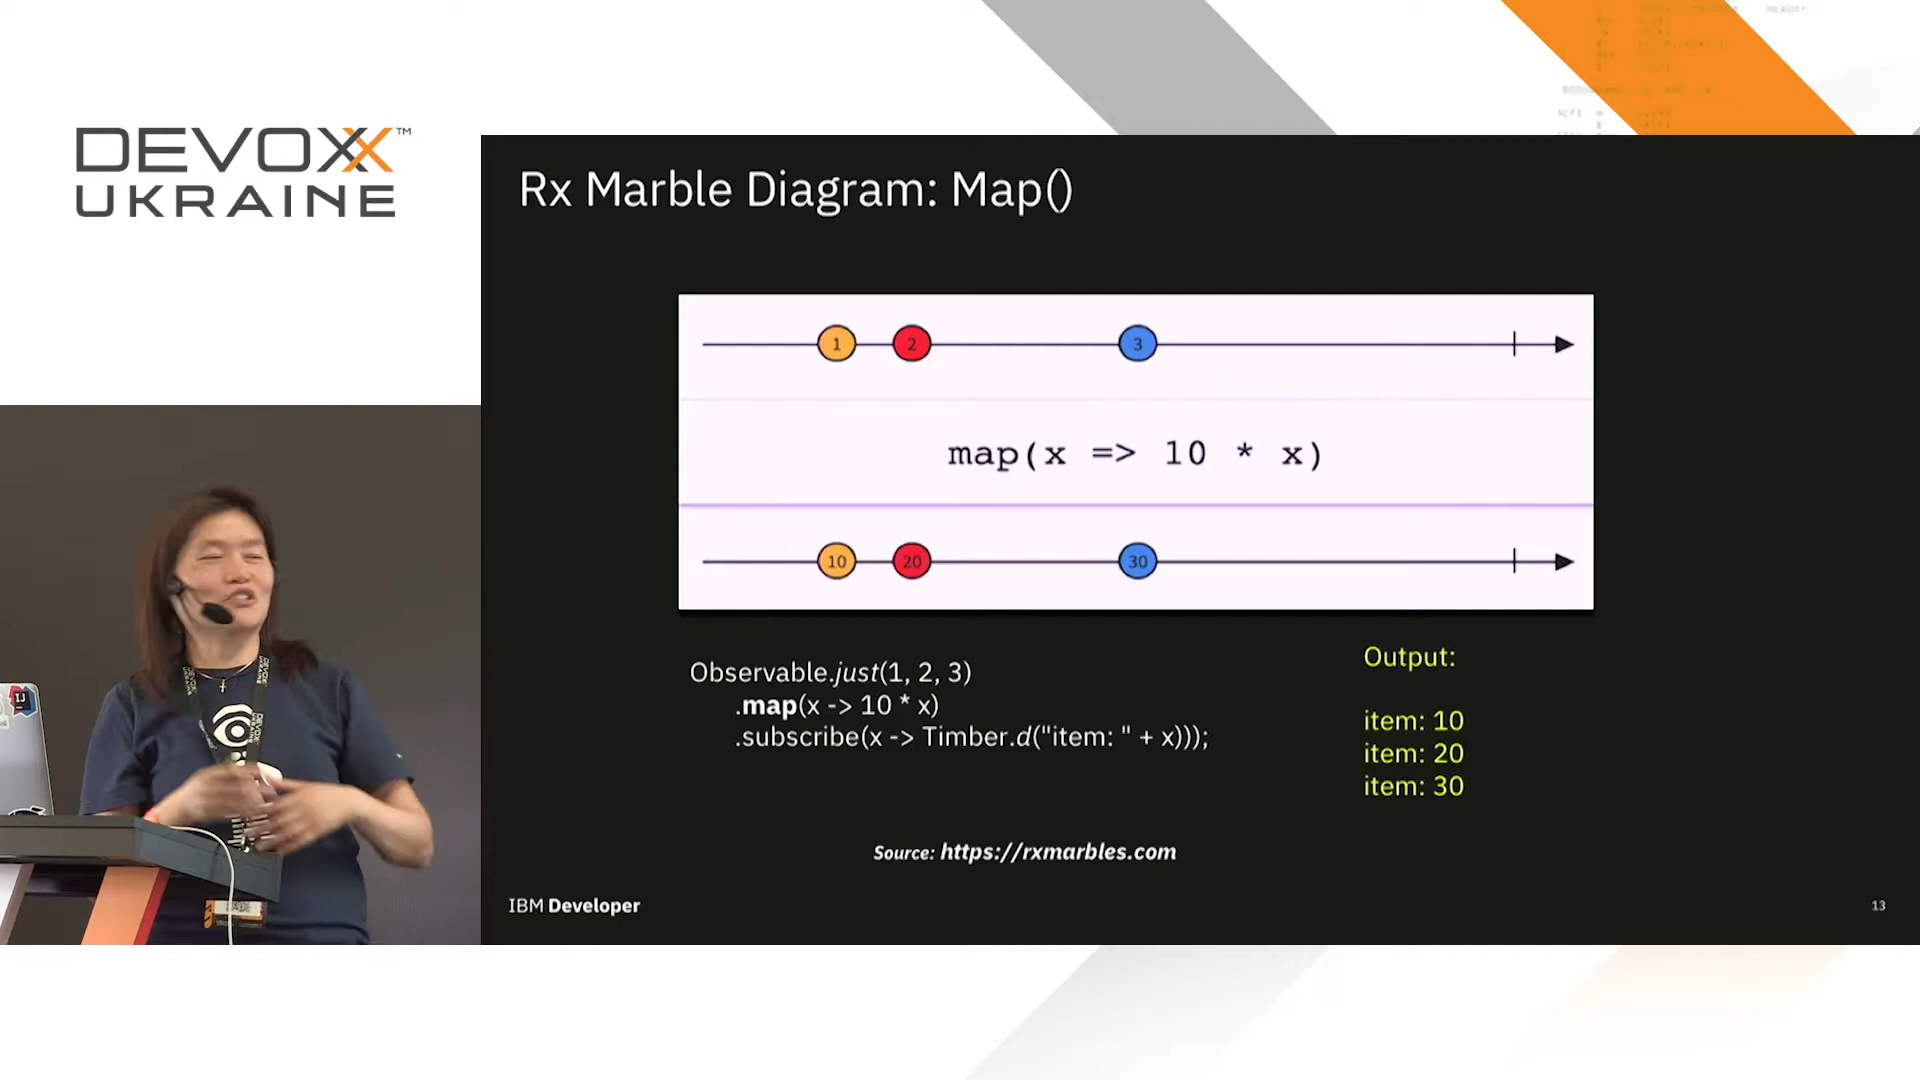 DEVOXX™
UKRAINE
Rx Marble Diagram: Map()
1 2 3
map(x => 10 * x)
10 20 30
Observable.just(1, 2, 3)
.map(x -> 10 * x)
.subscribe(x -> Timber.d("item: " + x)));
Output:
item: 10
item: 20
item: 30
Source: https://rxmarbles.com
IBM Developer
13
IJ